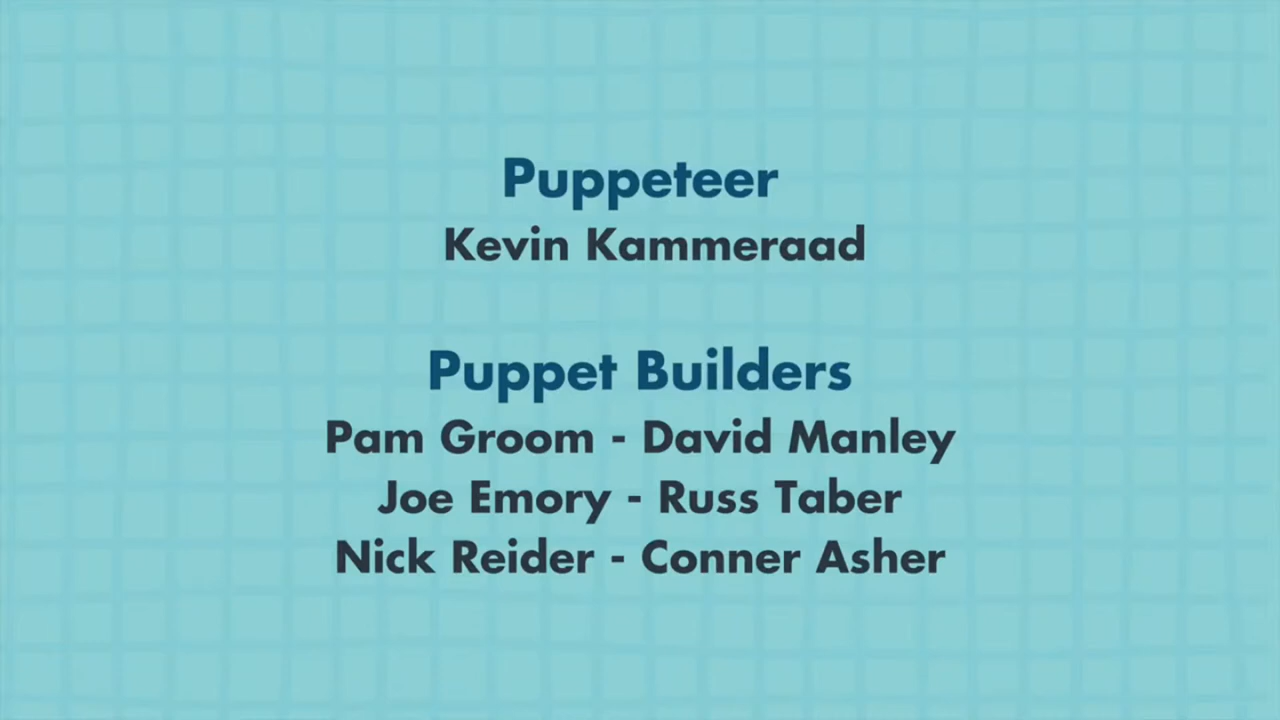 Puppeteer
Kevin Kammeraad
Puppet Builders
Pam Groom - David Manley
Joe Emory - Russ Taber
Nick Reider - Conner Asher